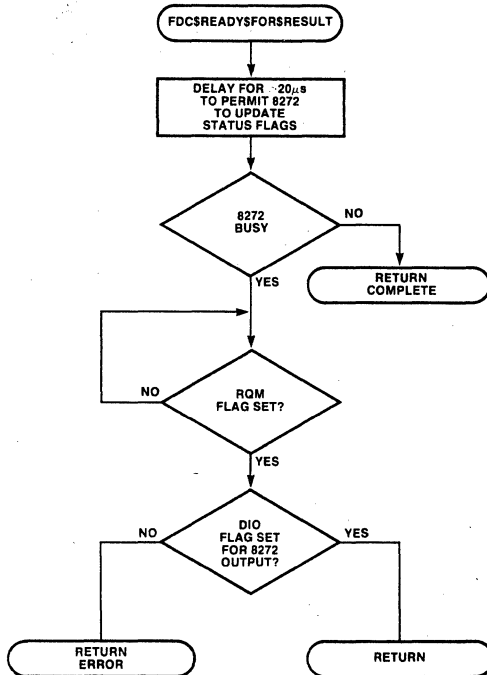 FDC$READY$FOR$RESULT
DELAY FOR 20μs
TO PERMIT 8272
TO UPDATE
STATUS FLAGS
8272
BUSY
NO
YES
RETURN
COMPLETE
RQM
FLAG SET?
NO
YES
DIO
FLAG SET
FOR 8272
OUTPUT?
NO
YES
RETURN
ERROR
RETURN